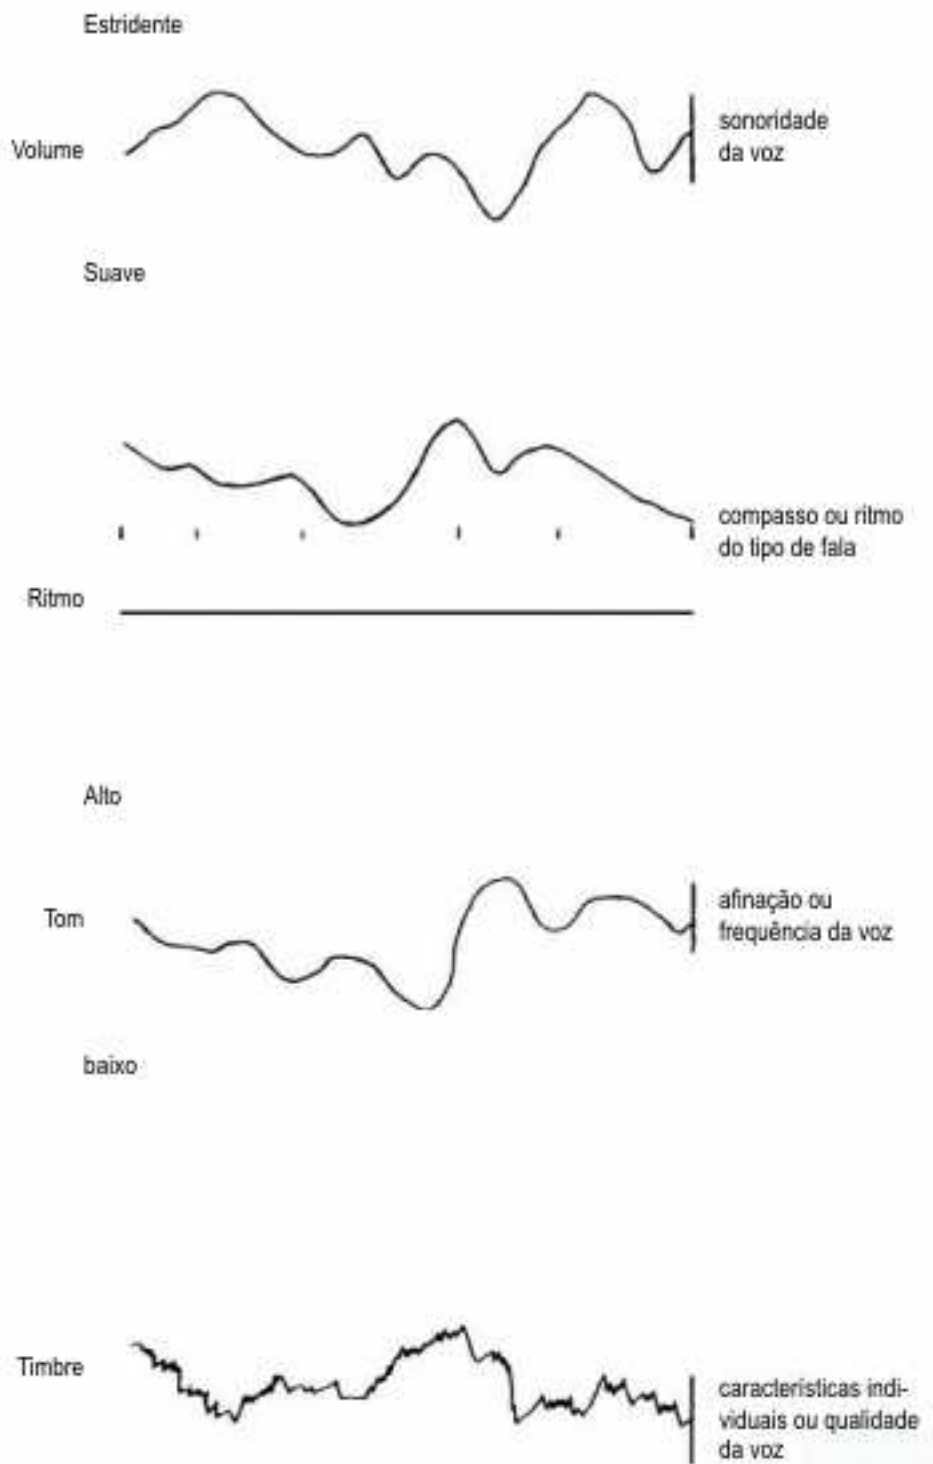 Estridente
Volume
sonoridade
da voz
Suave
compasso ou ritmo
do tipo de fala
Ritmo
Alto
Tom
afinação ou
frequência da voz
baixo
Timbre
características indi-
viduais ou qualidade
da voz